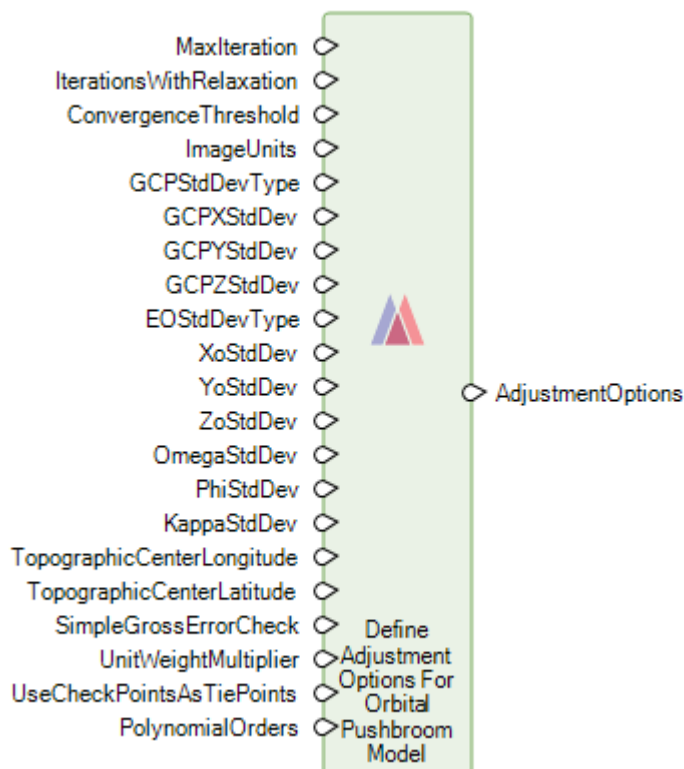 MaxIteration
IterationsWithRelaxation
ConvergenceThreshold
ImageUnits
GCPStdDevType
GCPXStdDev
GCPYStdDev
GCPZStdDev
EOStdDevType
XoStdDev
YoStdDev
ZoStdDev
OmegaStdDev
PhiStdDev
KappaStdDev
TopographicCenterLongitude
TopographicCenterLatitude
SimpleGrossErrorCheck
UnitWeightMultiplier
UseCheckPointsAsTiePoints
PolynomialOrders
Define
Adjustment
Options For
Orbital
Pushbroom
Model
AdjustmentOptions